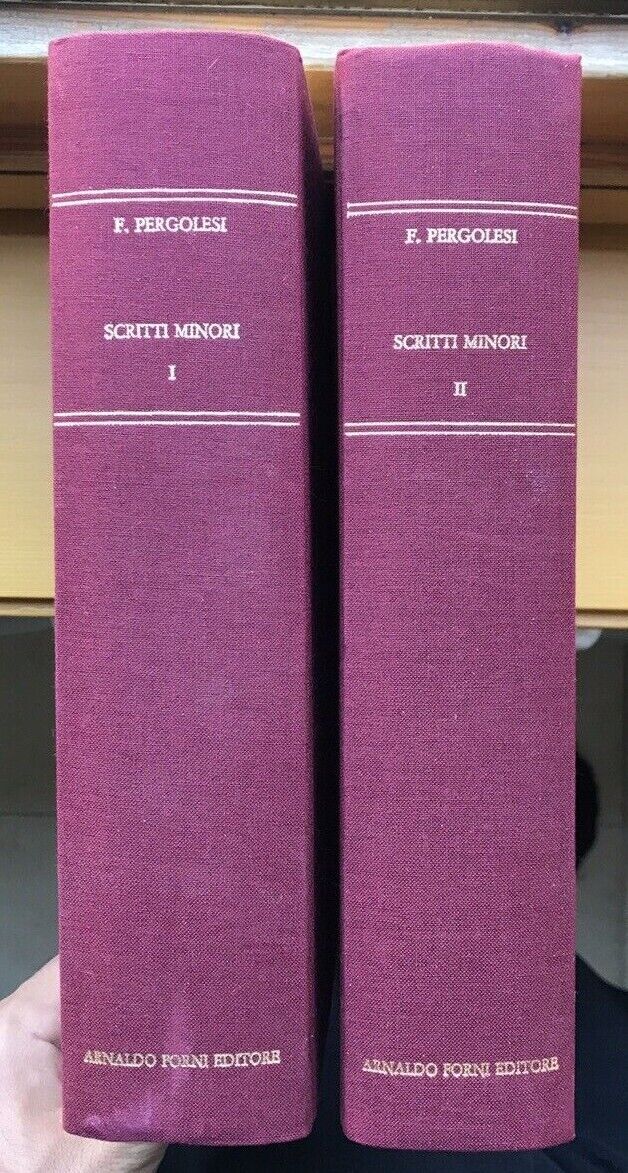 F. PERGOLESI
SCRITTI MINORI
I
ARNALDO FORNI EDITORE
F. PERGOLESI
SCRITTI MINORI
II
ARNALDO FORNI EDITORE